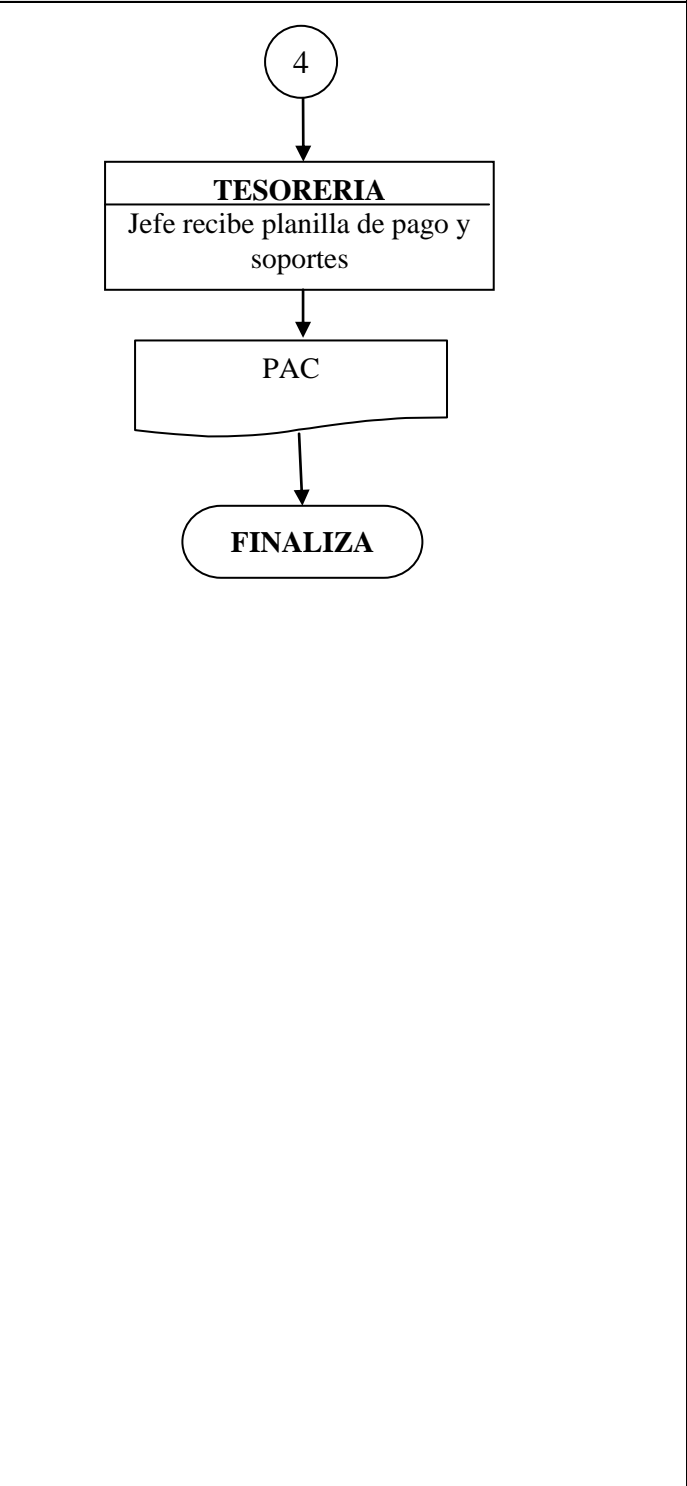 4
TESORERIA
Jefe recibe planilla de pago y
soportes
PAC
FINALIZA